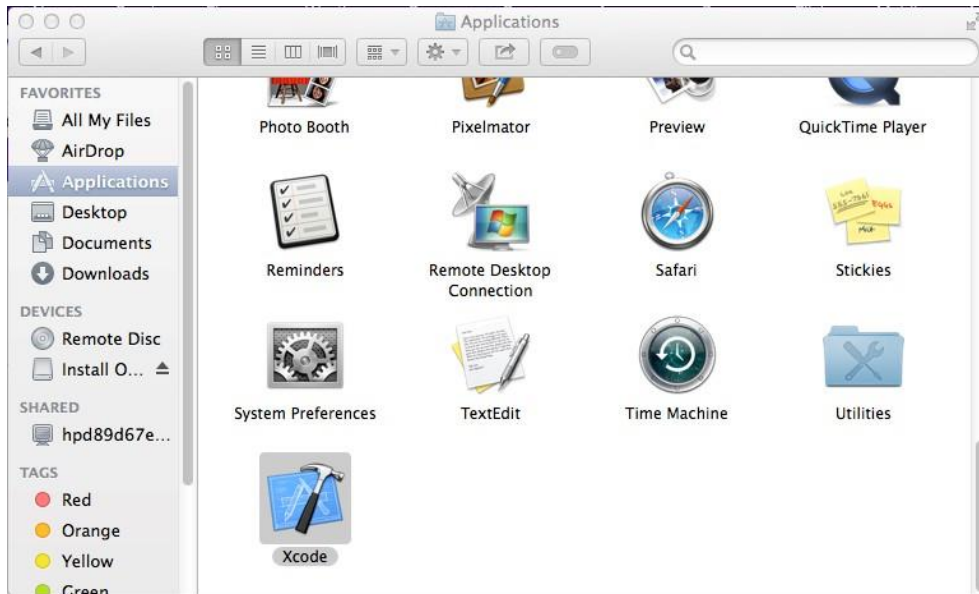 Applications
FAVORITES
All My Files
AirDrop
Applications
Desktop
Documents
Downloads
DEVICES
Remote Disc
Install O...
SHARED
hpd89d67e...
TAGS
Red
Orange
Yellow
Green
Photo Booth
Pixelmator
Preview
QuickTime Player
Reminders
Remote Desktop
Connection
Safari
Stickies
System Preferences
TextEdit
Time Machine
Utilities
Xcode